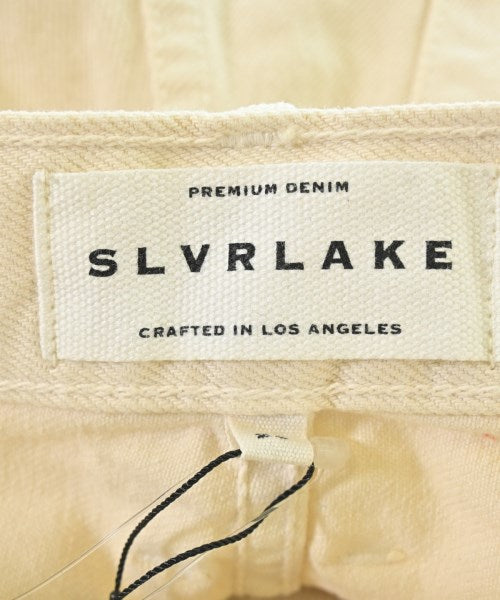 PREMIUM DENIM
SLVRLAKE
CRAFTED IN LOS ANGELES